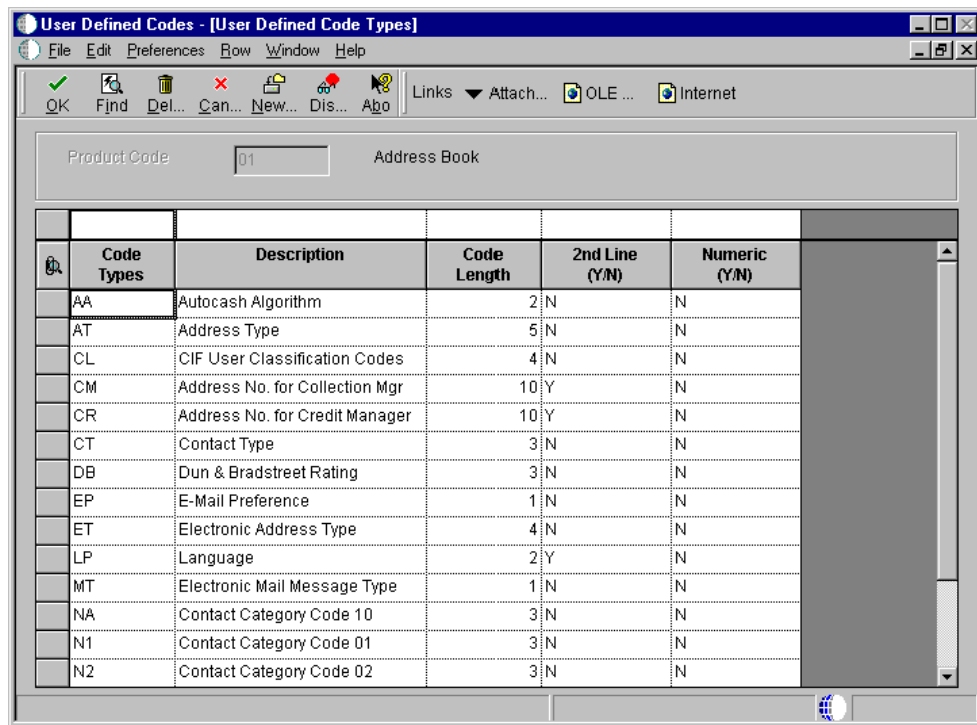 User Defined Codes - [User Defined Code Types]
File Edit Preferences Row Window Help
OK Find Del... Can... New... Dis... Abo Links Attach... OLE ... Internet
Product Code 01 Address Book
Code Types Description Code Length 2nd Line (Y/N) Numeric (Y/N)
AA Autocash Algorithm 2 N N
AT Address Type 5 N N
CL CIF User Classification Codes 4 N N
CM Address No. for Collection Mgr 10 Y N
CR Address No. for Credit Manager 10 Y N
CT Contact Type 3 N N
DB Dun & Bradstreet Rating 3 N N
EP E-Mail Preference 1 N N
ET Electronic Address Type 4 N N
LP Language 2 Y N
MT Electronic Mail Message Type 1 N N
NA Contact Category Code 10 3 N N
N1 Contact Category Code 01 3 N N
N2 Contact Category Code 02 3 N N